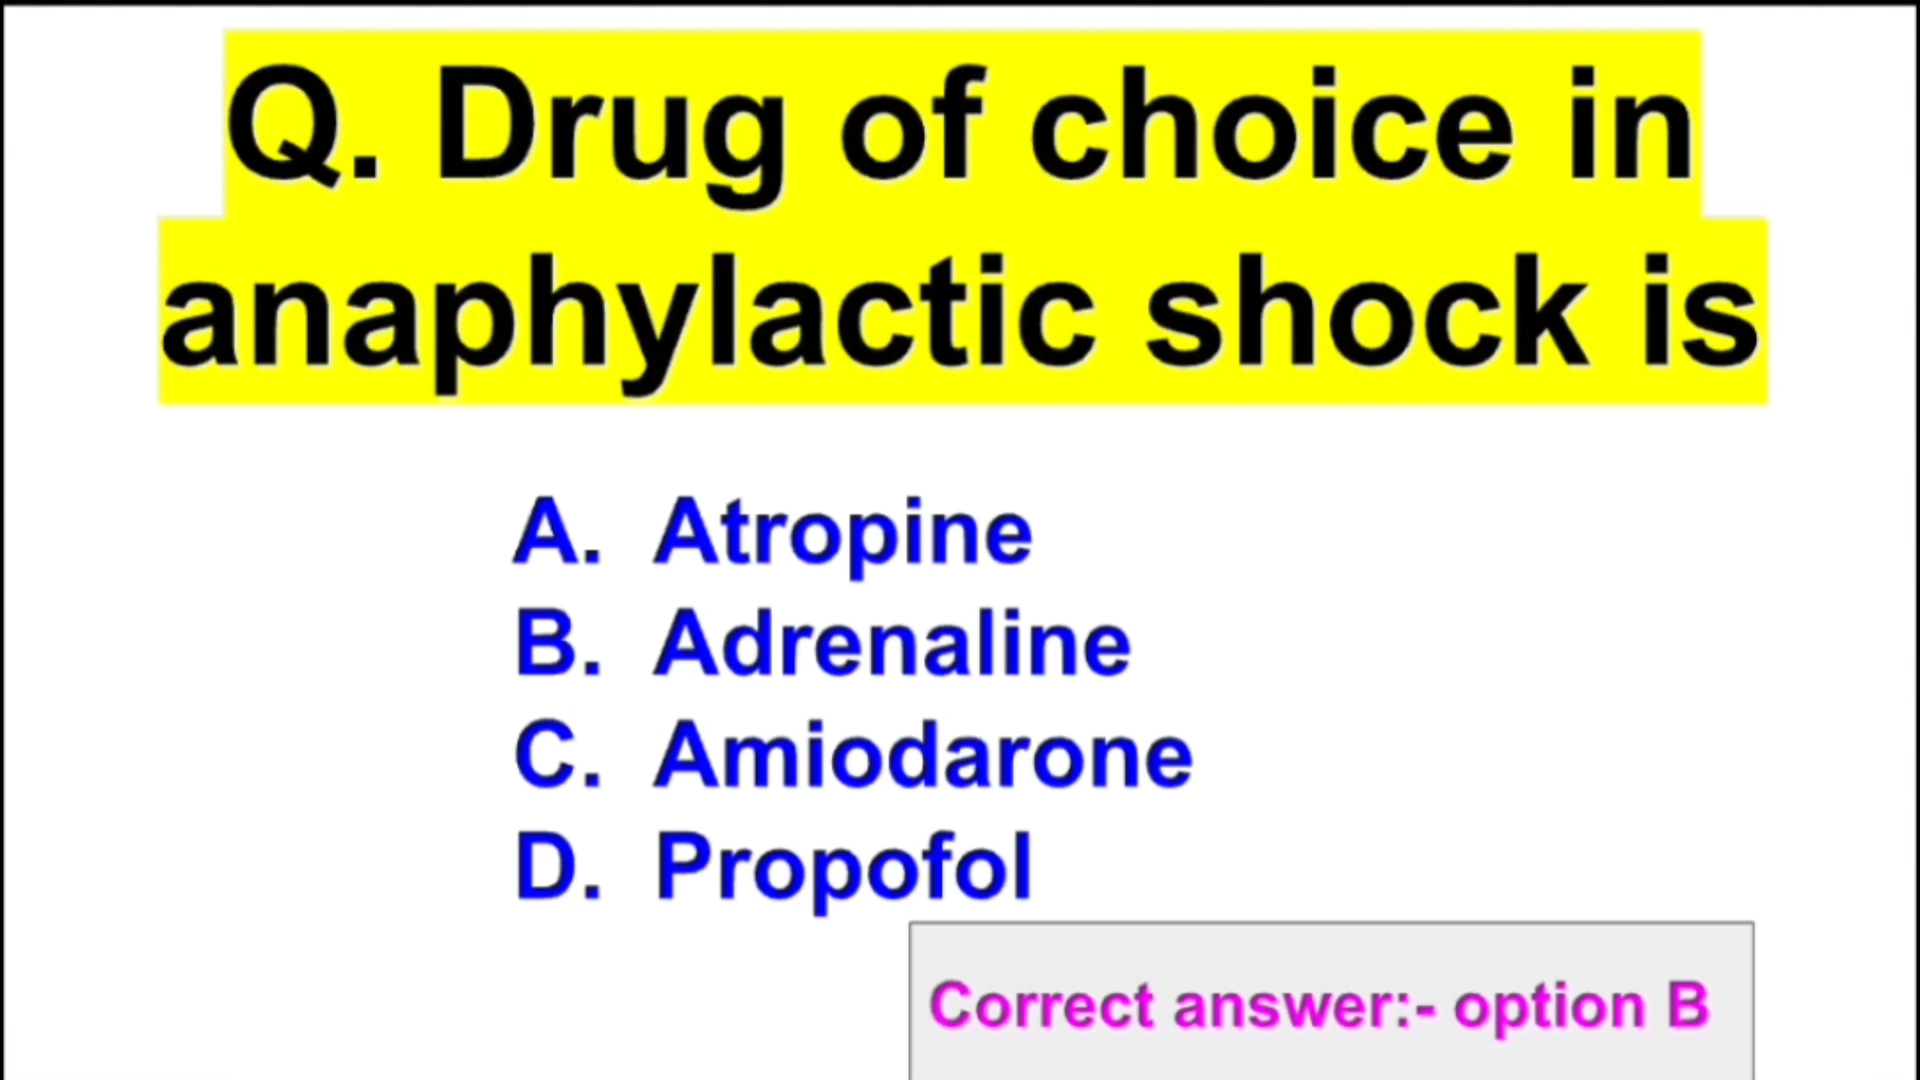 Q. Drug of choice in
anaphylactic shock is
A. Atropine
B. Adrenaline
C. Amiodarone
D. Propofol
Correct answer:- option B